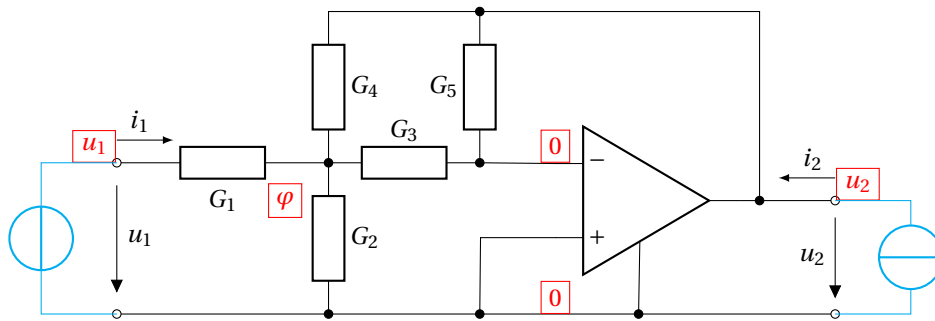 G₄
G₅
i₁
G₃
u₁
0
−
i₂
u₂
G₁
φ
G₂
u₁
+
u₂
0